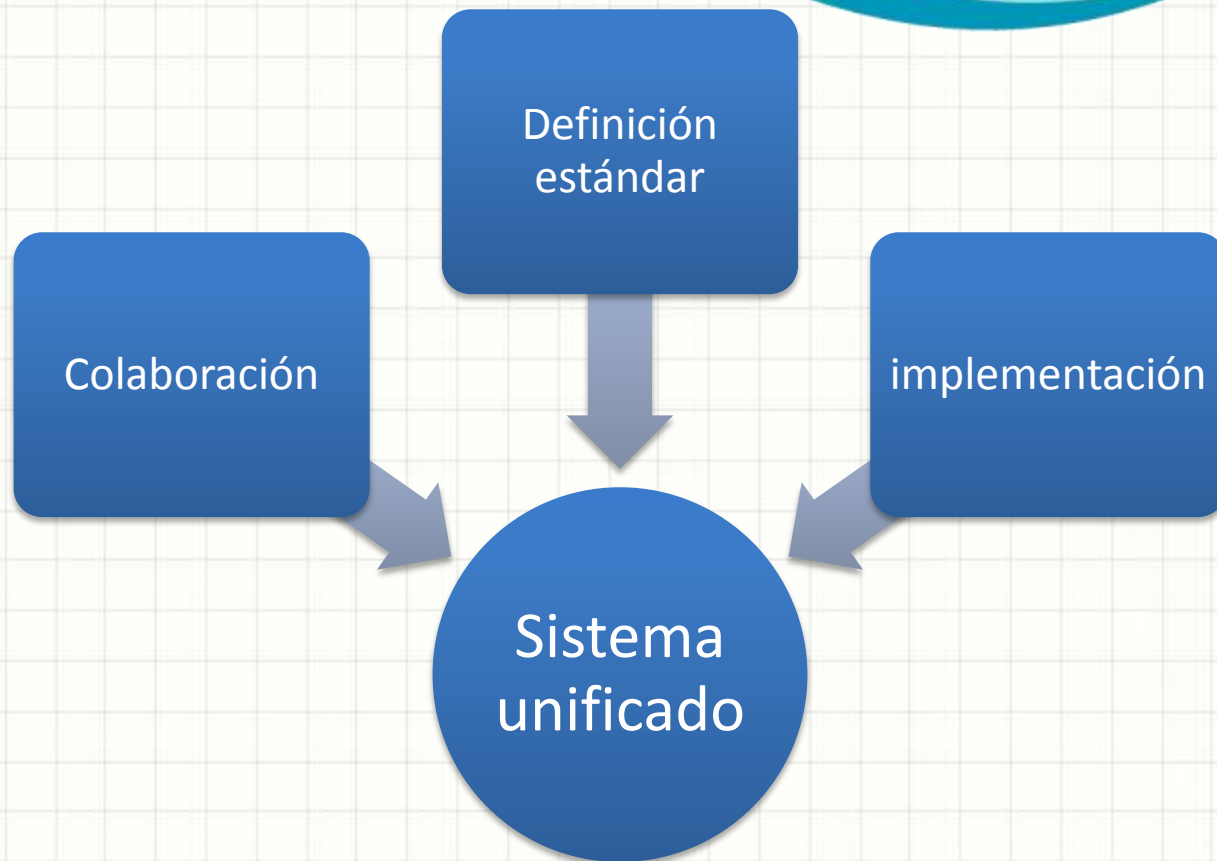 Definición
estándar
Colaboración
implementación
Sistema
unificado